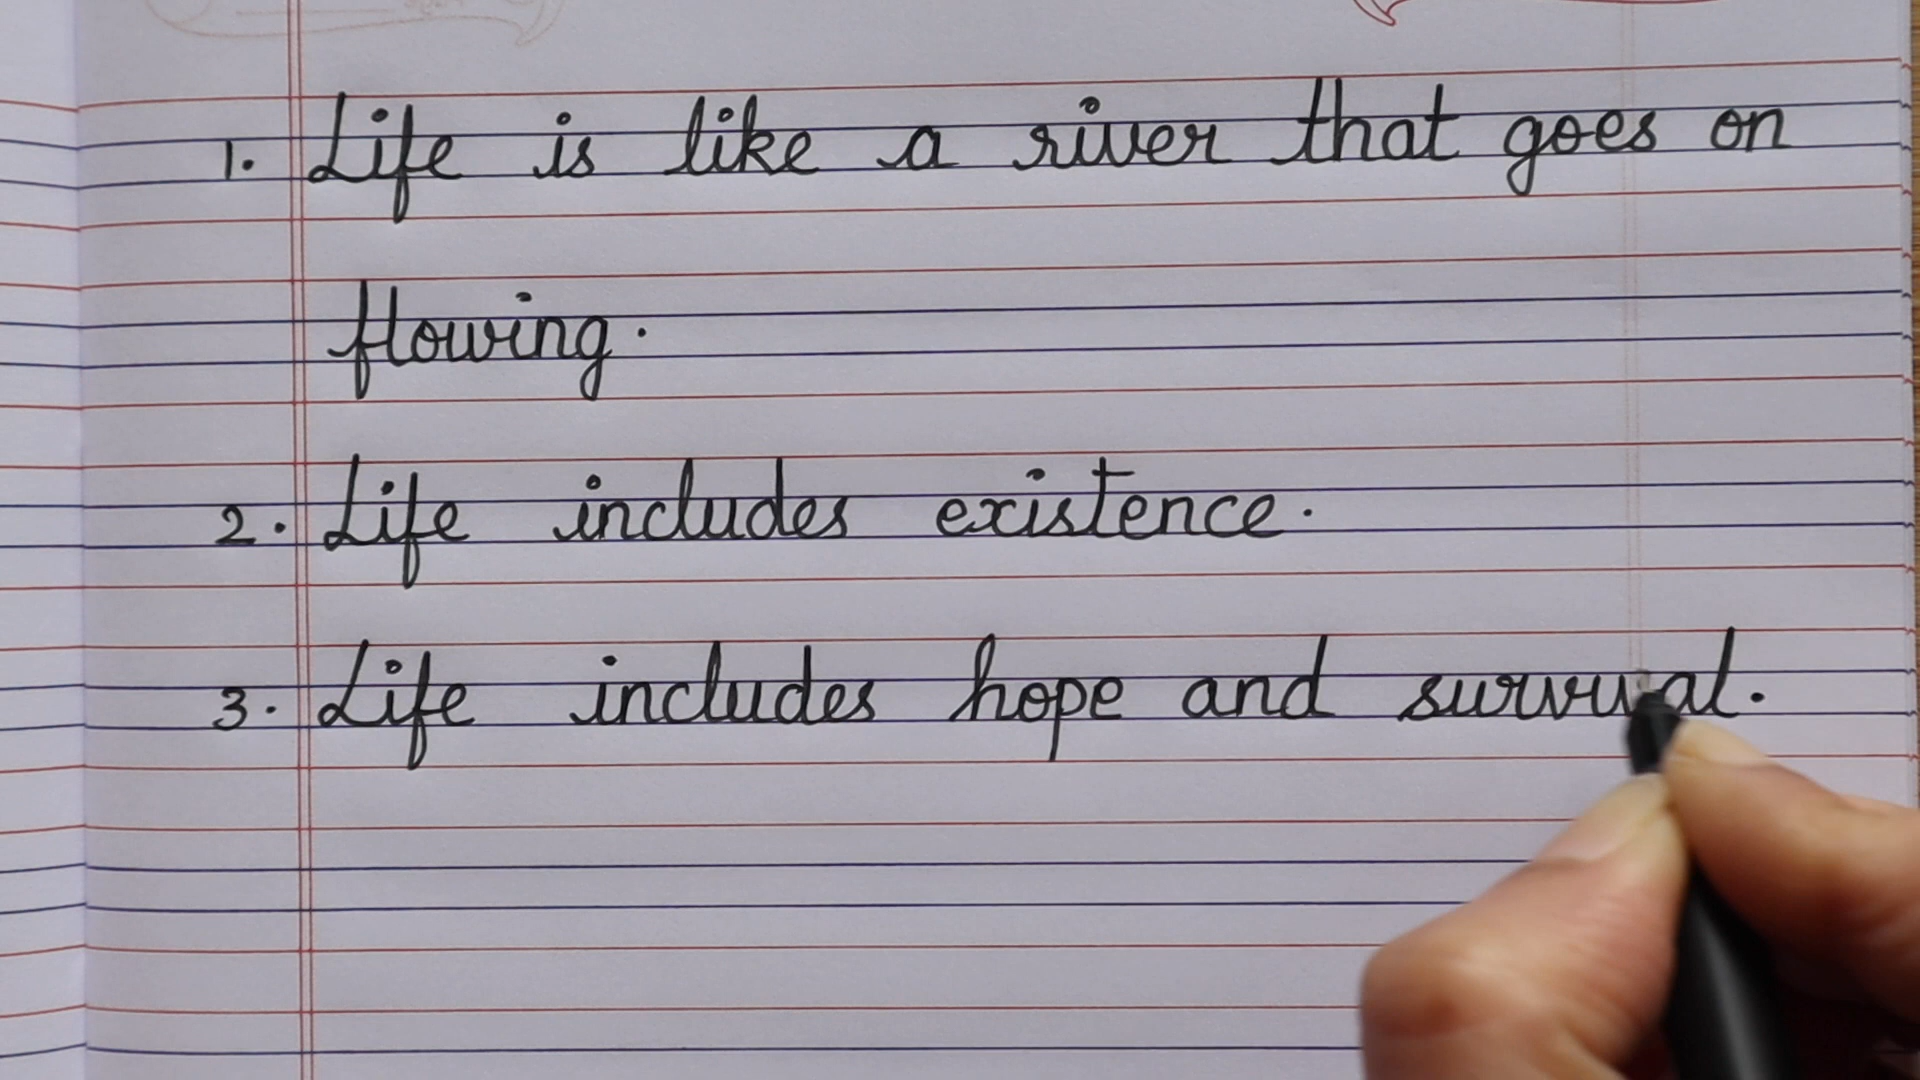 1. Life is like a river that goes on
flowing.
2. Life includes existence.
3. Life includes hope and survival.